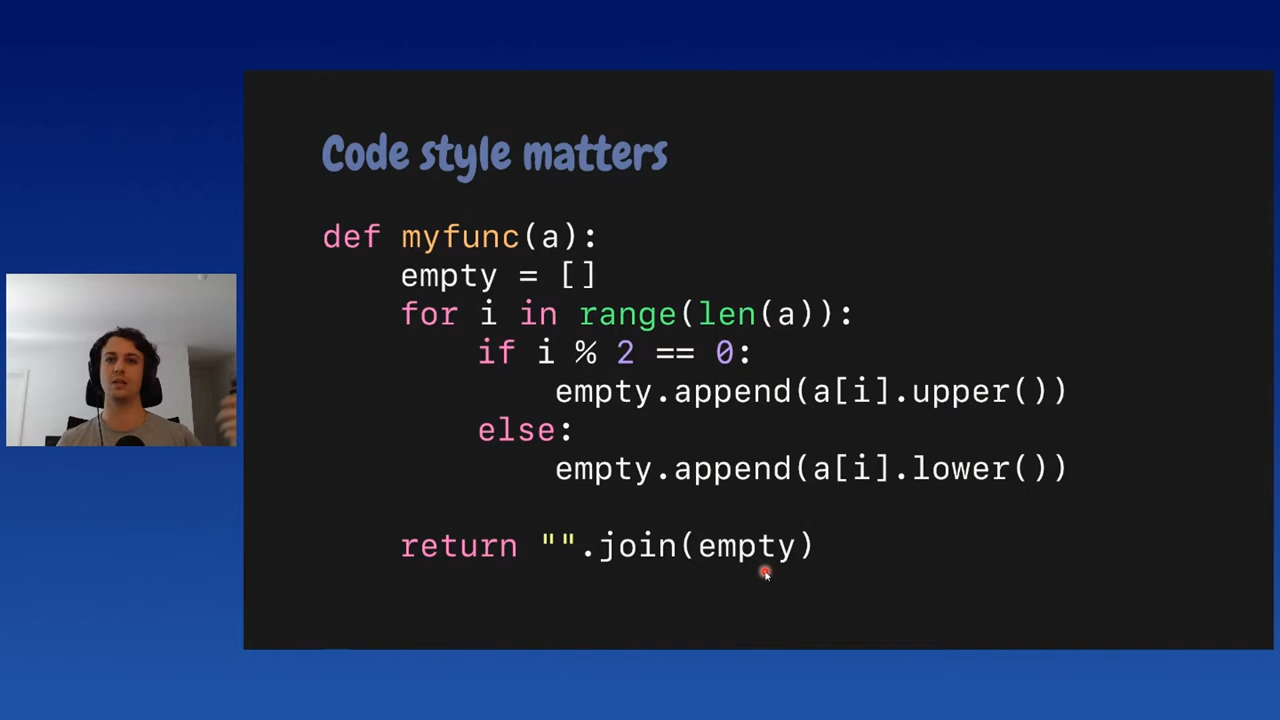 Code style matters
def myfunc(a):
    empty = []
    for i in range(len(a)):
        if i % 2 == 0:
            empty.append(a[i].upper())
        else:
            empty.append(a[i].lower())
    return "".join(empty)